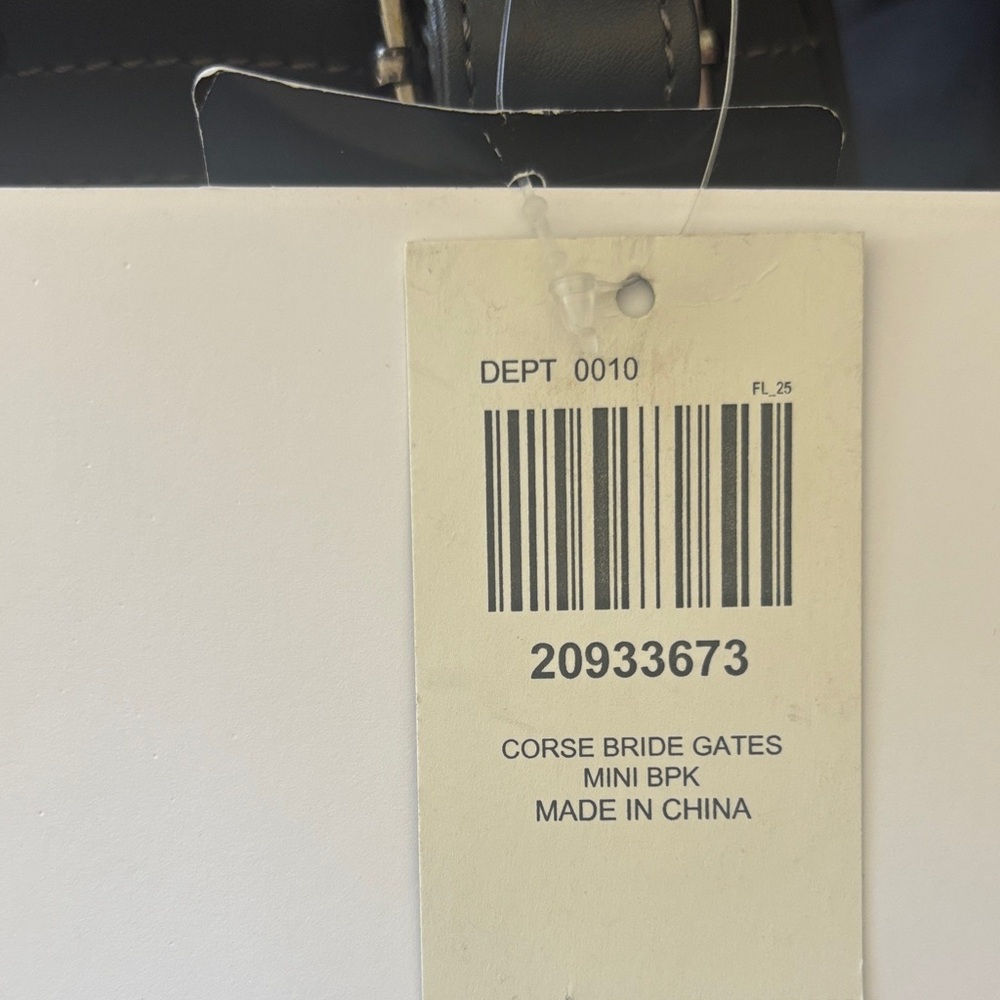 DEPT 0010
FL_25
20933673
CORSE BRIDE GATES
MINI BPK
MADE IN CHINA